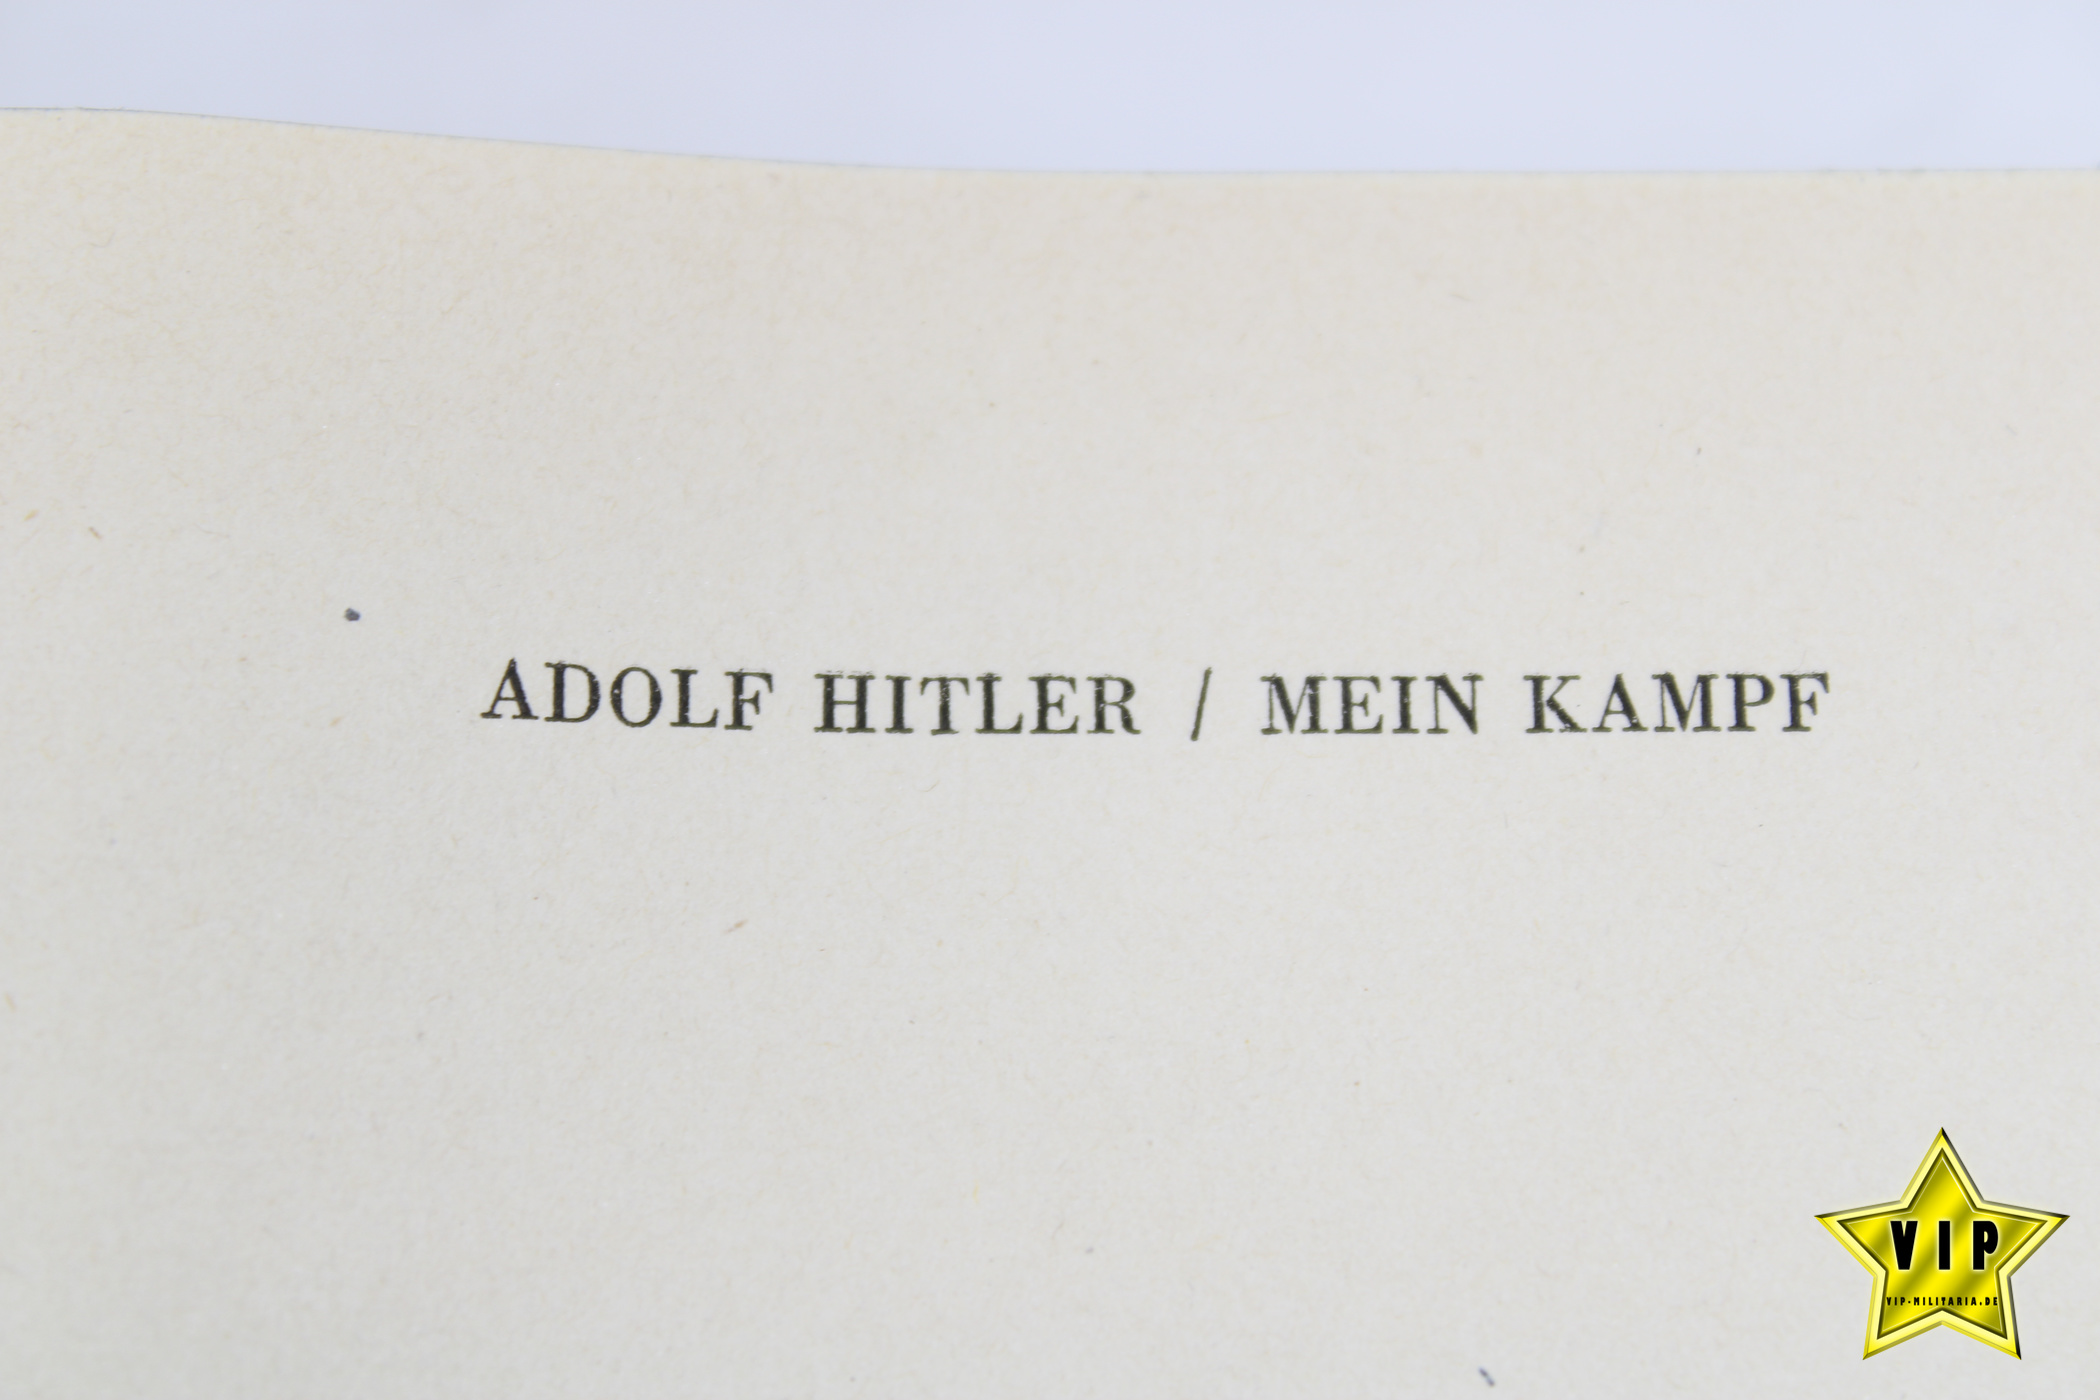 ADOLF HITLER / MEIN KAMPF
VIP
VIP-MILITARIA.DE